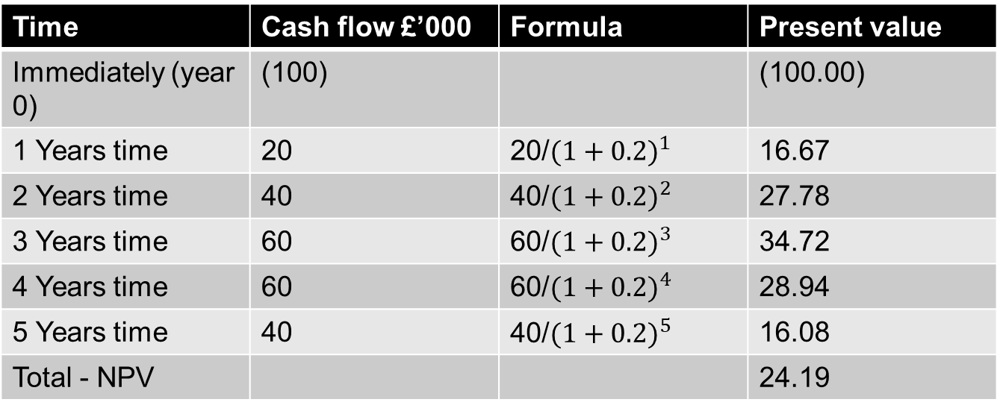 Time Cash flow £’000 Formula Present value
Immediately (year (100) (100.00)
0)
1 Years time 20 20/(1 + 0.2)¹ 16.67
2 Years time 40 40/(1 + 0.2)² 27.78
3 Years time 60 60/(1 + 0.2)³ 34.72
4 Years time 60 60/(1 + 0.2)⁴ 28.94
5 Years time 40 40/(1 + 0.2)⁵ 16.08
Total - NPV 24.19